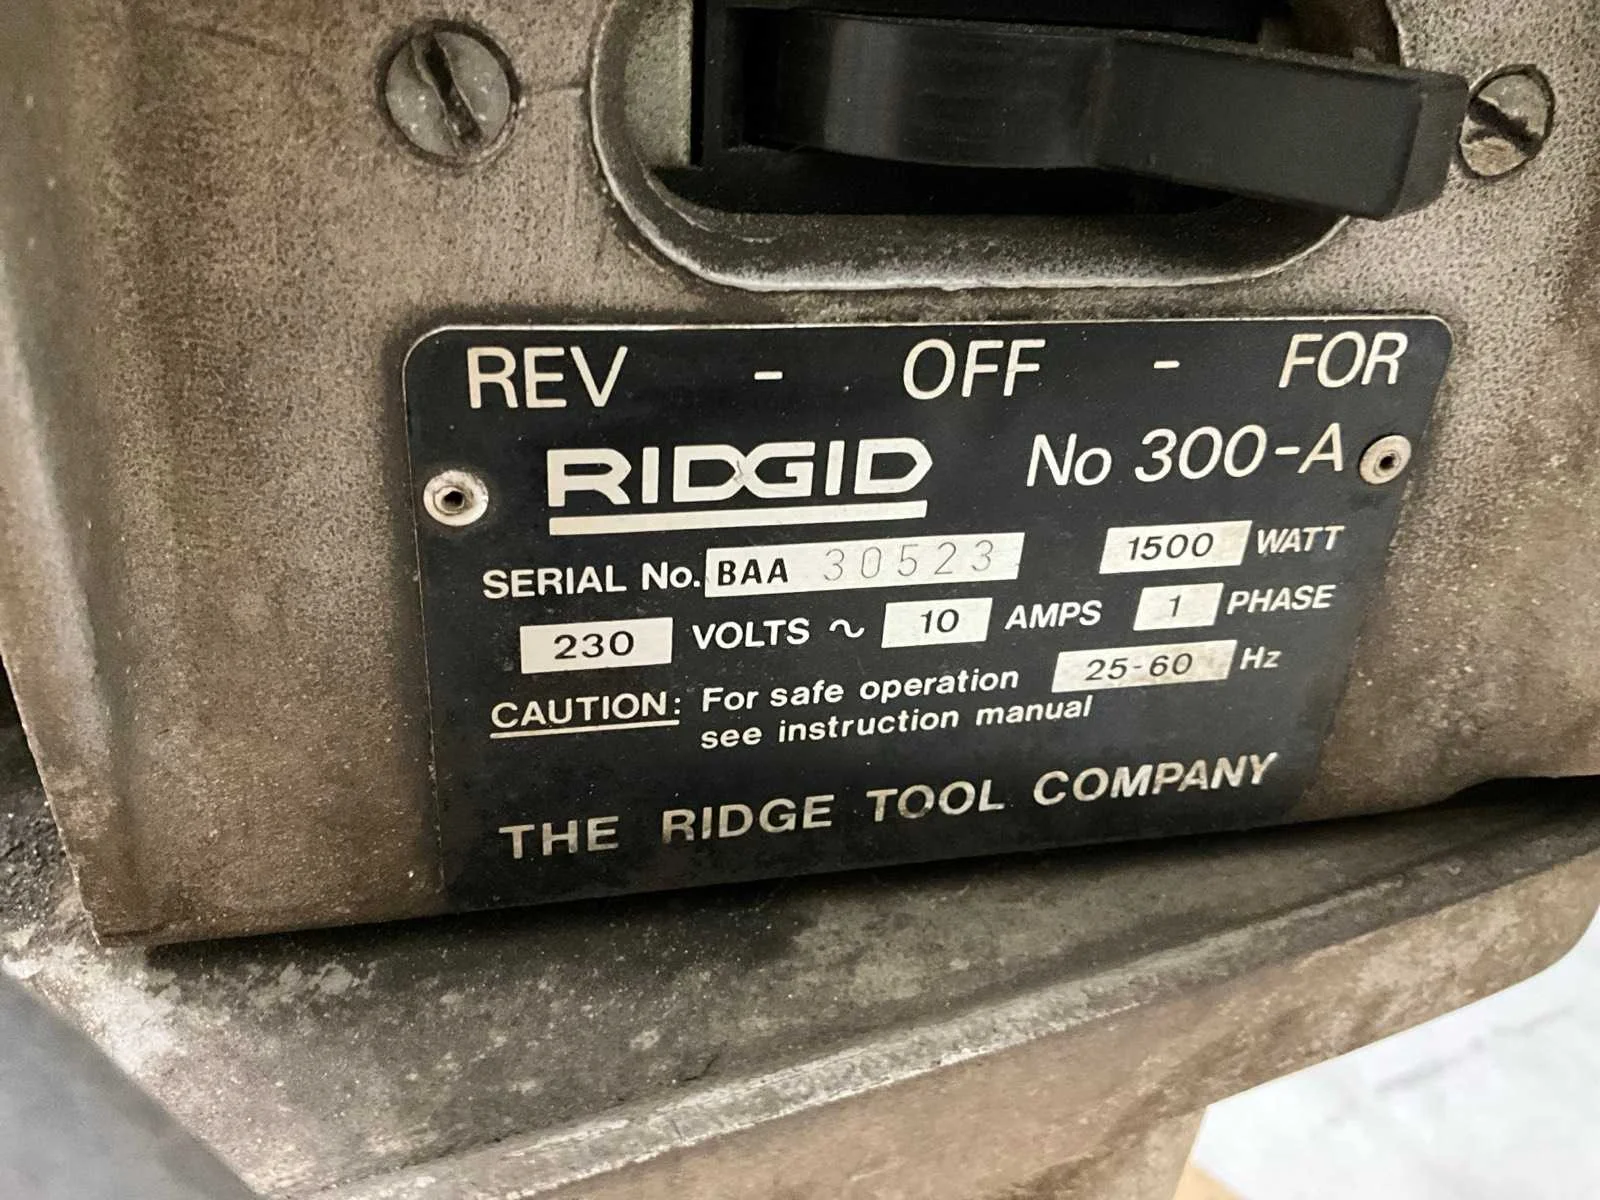 REV - OFF - FOR
RIDGID No 300-A
SERIAL No. BAA 30523 1500 WATT
230 VOLTS ~ 10 AMPS 1 PHASE
CAUTION: For safe operation 25-60 Hz
see instruction manual
THE RIDGE TOOL COMPANY